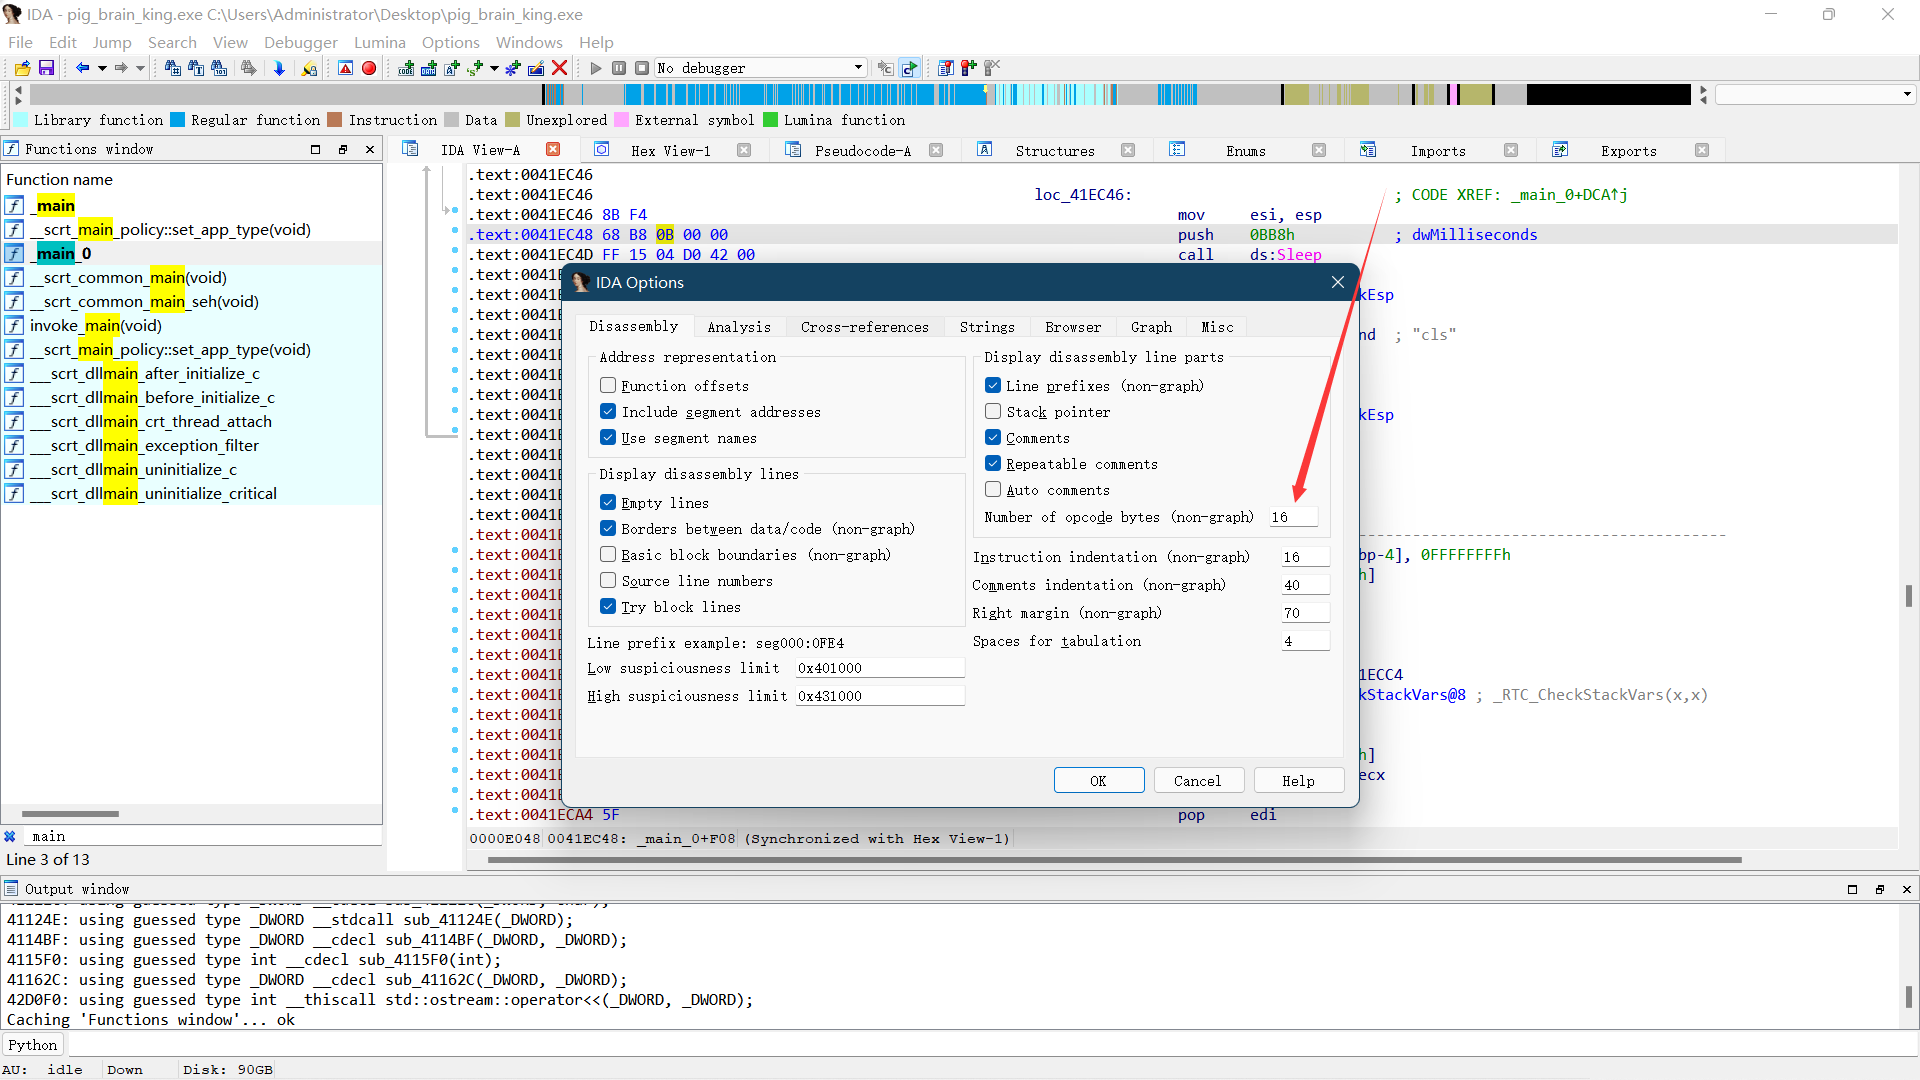 IDA - pig_brain_king.exe C:\Users\Administrator\Desktop\pig_brain_king.exe
File Edit Jump Search View Debugger Lumina Options Windows Help
No debugger
Library function Regular function Instruction Data Unexplored External symbol Lumina function
Functions window
IDA View-A Hex View-1 Pseudocode-A Structures Enums Imports Exports
Function name
_main
__scrt_main_policy::set_app_type(void)
_main_0
__scrt_common_main(void)
__scrt_common_main_seh(void)
invoke_main(void)
__scrt_main_policy::set_app_type(void)
___scrt_dllmain_after_initialize_c
___scrt_dllmain_before_initialize_c
___scrt_dllmain_crt_thread_attach
___scrt_dllmain_exception_filter
___scrt_dllmain_uninitialize_c
___scrt_dllmain_uninitialize_critical
main
Line 3 of 13
.text:0041EC46
.text:0041EC46 loc_41EC46: ; CODE XREF: _main_0+DCA↑j
.text:0041EC46 8B F4 mov esi, esp
.text:0041EC48 68 B8 0B 00 00 push 0BB8h ; dwMilliseconds
.text:0041EC4D FF 15 04 D0 42 00 call ds:Sleep
kEsp
nd ; "cls"
kEsp
bp-4], 0FFFFFFFFh
h]
1ECC4
kStackVars@8 ; _RTC_CheckStackVars(x,x)
h]
ecx
.text:0041ECA4 5F pop edi
0000E048 0041EC48: _main_0+F08 (Synchronized with Hex View-1)
IDA Options
Disassembly Analysis Cross-references Strings Browser Graph Misc
Address representation
Function offsets
Include segment addresses
Use segment names
Display disassembly lines
Empty lines
Borders between data/code (non-graph)
Basic block boundaries (non-graph)
Source line numbers
Try block lines
Line prefix example: seg000:0FE4
Low suspiciousness limit 0x401000
High suspiciousness limit 0x431000
Display disassembly line parts
Line prefixes (non-graph)
Stack pointer
Comments
Repeatable comments
Auto comments
Number of opcode bytes (non-graph) 16
Instruction indentation (non-graph) 16
Comments indentation (non-graph) 40
Right margin (non-graph) 70
Spaces for tabulation 4
OK Cancel Help
Output window
41124E: using guessed type _DWORD __stdcall sub_41124E(_DWORD);
4114BF: using guessed type _DWORD __cdecl sub_4114BF(_DWORD, _DWORD);
4115F0: using guessed type int __cdecl sub_4115F0(int);
41162C: using guessed type _DWORD __cdecl sub_41162C(_DWORD, _DWORD);
42D0F0: using guessed type int __thiscall std::ostream::operator<<(_DWORD, _DWORD);
Caching 'Functions window'... ok
Python
AU: idle Down Disk: 90GB